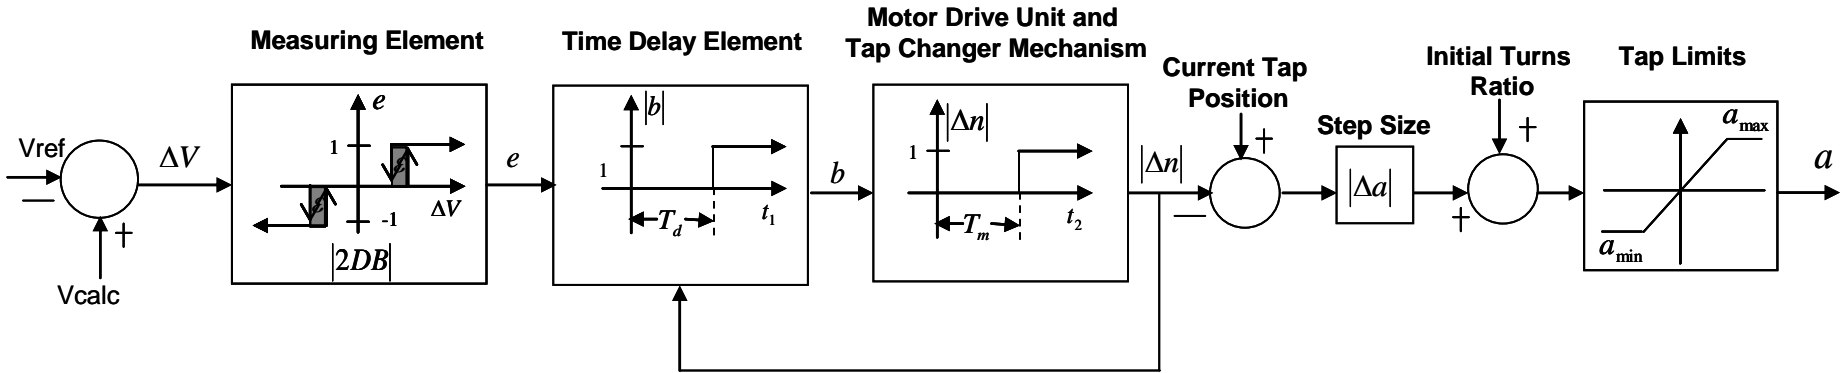 Motor Drive Unit and
Tap Changer Mechanism
Measuring Element
Time Delay Element
Current Tap
Position
Initial Turns
Ratio
Tap Limits
Step Size
Vref
−
+
Vcalc
ΔV
e
1
ε
ε
ΔV
-1
|2DB|
e
|b|
1
T_d
t_1
b
|Δn|
1
T_m
t_2
|Δn|
−
+
|Δa|
+
+
a_max
a_min
a